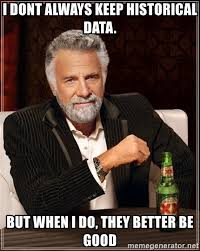 I DONT ALWAYS KEEP HISTORICAL
DATA.
BUT WHEN I DO, THEY BETTER BE
GOOD
memegenerator.net